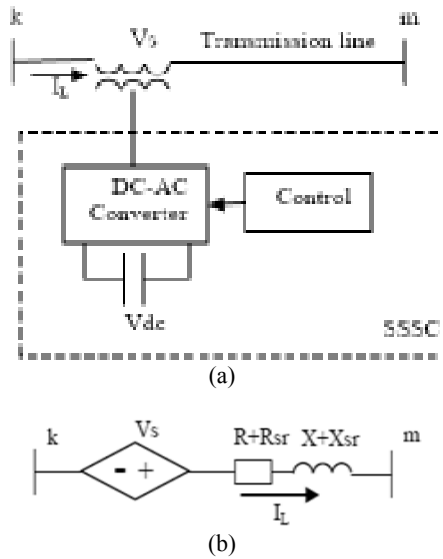 k
m
Vs
Transmission line
IL
DC-AC
Converter
Control
Vdc
SSSC
(a)
k
Vs
R+Rsr
X+Xsr
m
- +
IL
(b)